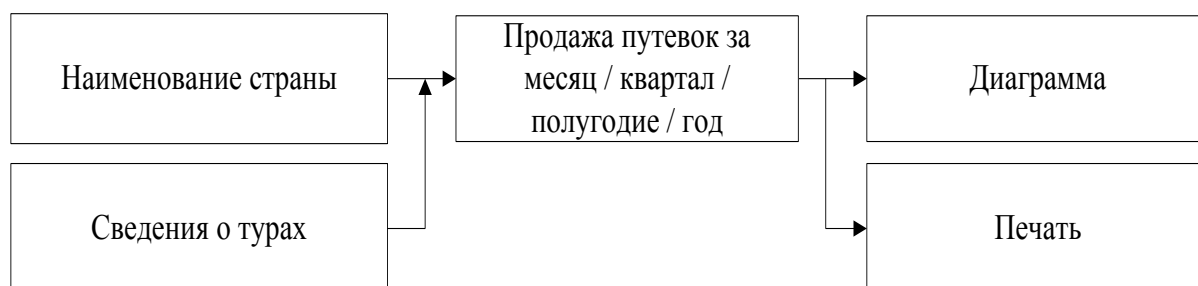 Наименование страны
Продажа путевок за
месяц / квартал /
полугодие / год
Диаграмма
Сведения о турах
Печать